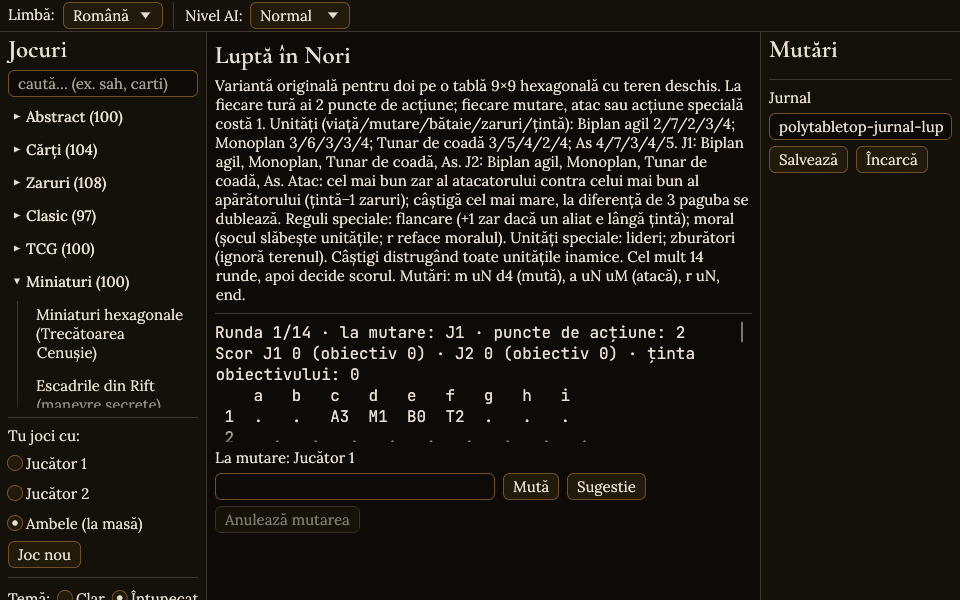 Limbă: Română ▼ Nivel AI: Normal ▼
Jocuri
caută... (ex. sah, carti)
▸ Abstract (100)
▸ Cărți (104)
▸ Zaruri (108)
▸ Clasic (97)
▸ TCG (100)
▾ Miniaturi (100)
Miniaturi hexagonale
(Trecătoarea
Cenușie)
Escadrile din Rift
(manevre secrete)
Tu joci cu:
Jucător 1
Jucător 2
Ambele (la masă)
Joc nou
Temă: Clar Întunecat
Luptă în Nori
Variantă originală pentru doi pe o tablă 9×9 hexagonală cu teren deschis. La
fiecare tură ai 2 puncte de acțiune; fiecare mutare, atac sau acțiune specială
costă 1. Unități (viață/mutare/bătaie/zaruri/țintă): Biplan agil 2/7/2/3/4;
Monoplan 3/6/3/3/4; Tunar de coadă 3/5/4/2/4; As 4/7/3/4/5. J1: Biplan
agil, Monoplan, Tunar de coadă, As. J2: Biplan agil, Monoplan, Tunar de
coadă, As. Atac: cel mai bun zar al atacatorului contra celui mai bun al
apărătorului (țintă−1 zaruri); câștigă cel mai mare, la diferență de 3 paguba se
dublează. Reguli speciale: flancare (+1 zar dacă un aliat e lângă țintă); moral
(șocul slăbește unitățile; r reface moralul). Unități speciale: lideri; zburători
(ignoră terenul). Câștigi distrugând toate unitățile inamice. Cel mult 14
runde, apoi decide scorul. Mutări: m uN d4 (mută), a uN uM (atacă), r uN,
end.
Runda 1/14 · la mutare: J1 · puncte de acțiune: 2
Scor J1 0 (obiectiv 0) · J2 0 (obiectiv 0) · ținta
obiectivului: 0
a b c d e f g h i
1 . . A3 M1 B0 T2 . . .
2 . . . . . . . . .
La mutare: Jucător 1
Mută Sugestie
Anulează mutarea
Mutări
Jurnal
polytabletop-jurnal-lup
Salvează Încarcă